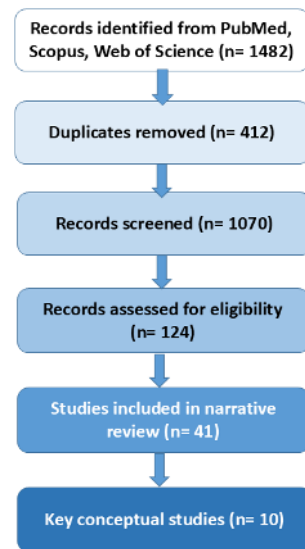 Records identified from PubMed,
Scopus, Web of Science (n= 1482)
Duplicates removed (n= 412)
Records screened (n= 1070)
Records assessed for eligibility
(n= 124)
Studies included in narrative
review (n= 41)
Key conceptual studies (n= 10)